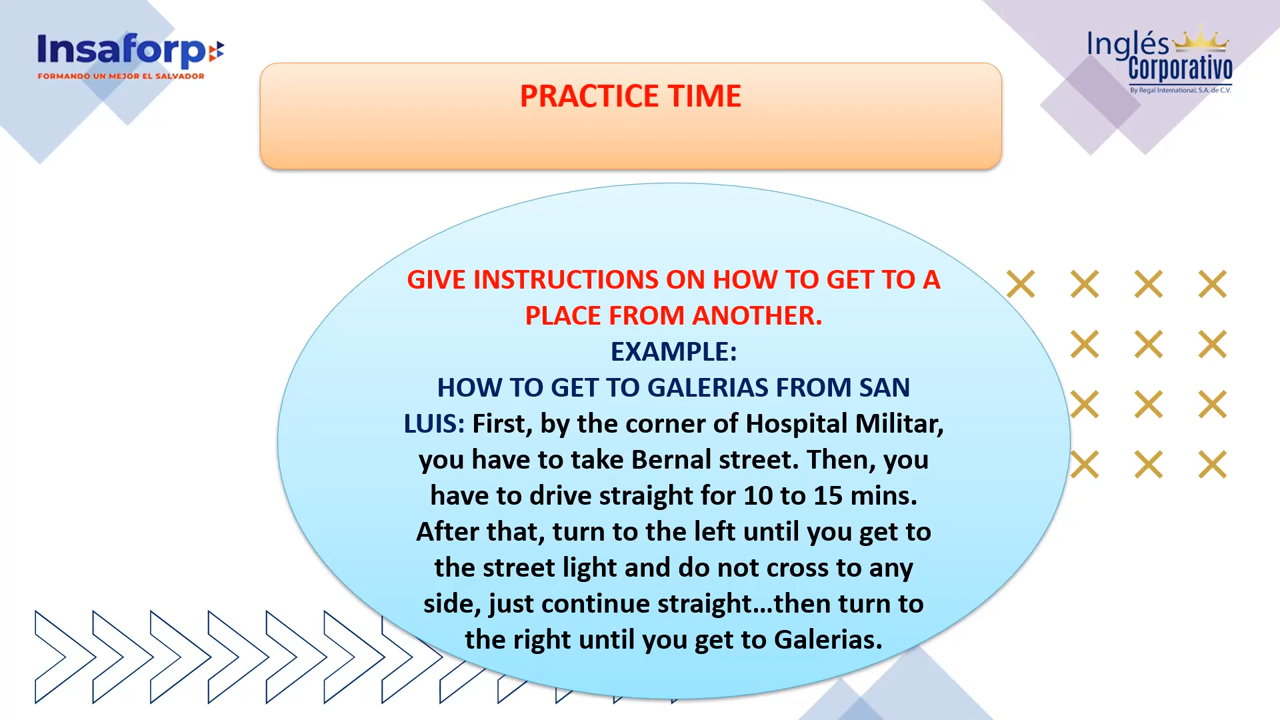 Insaforp
FORMANDO UN MEJOR EL SALVADOR
Inglés
Corporativo
By Regal International, S.A. de C.V.
PRACTICE TIME
GIVE INSTRUCTIONS ON HOW TO GET TO A
PLACE FROM ANOTHER.
EXAMPLE:
HOW TO GET TO GALERIAS FROM SAN
LUIS: First, by the corner of Hospital Militar,
you have to take Bernal street. Then, you
have to drive straight for 10 to 15 mins.
After that, turn to the left until you get to
the street light and do not cross to any
side, just continue straight...then turn to
the right until you get to Galerias.